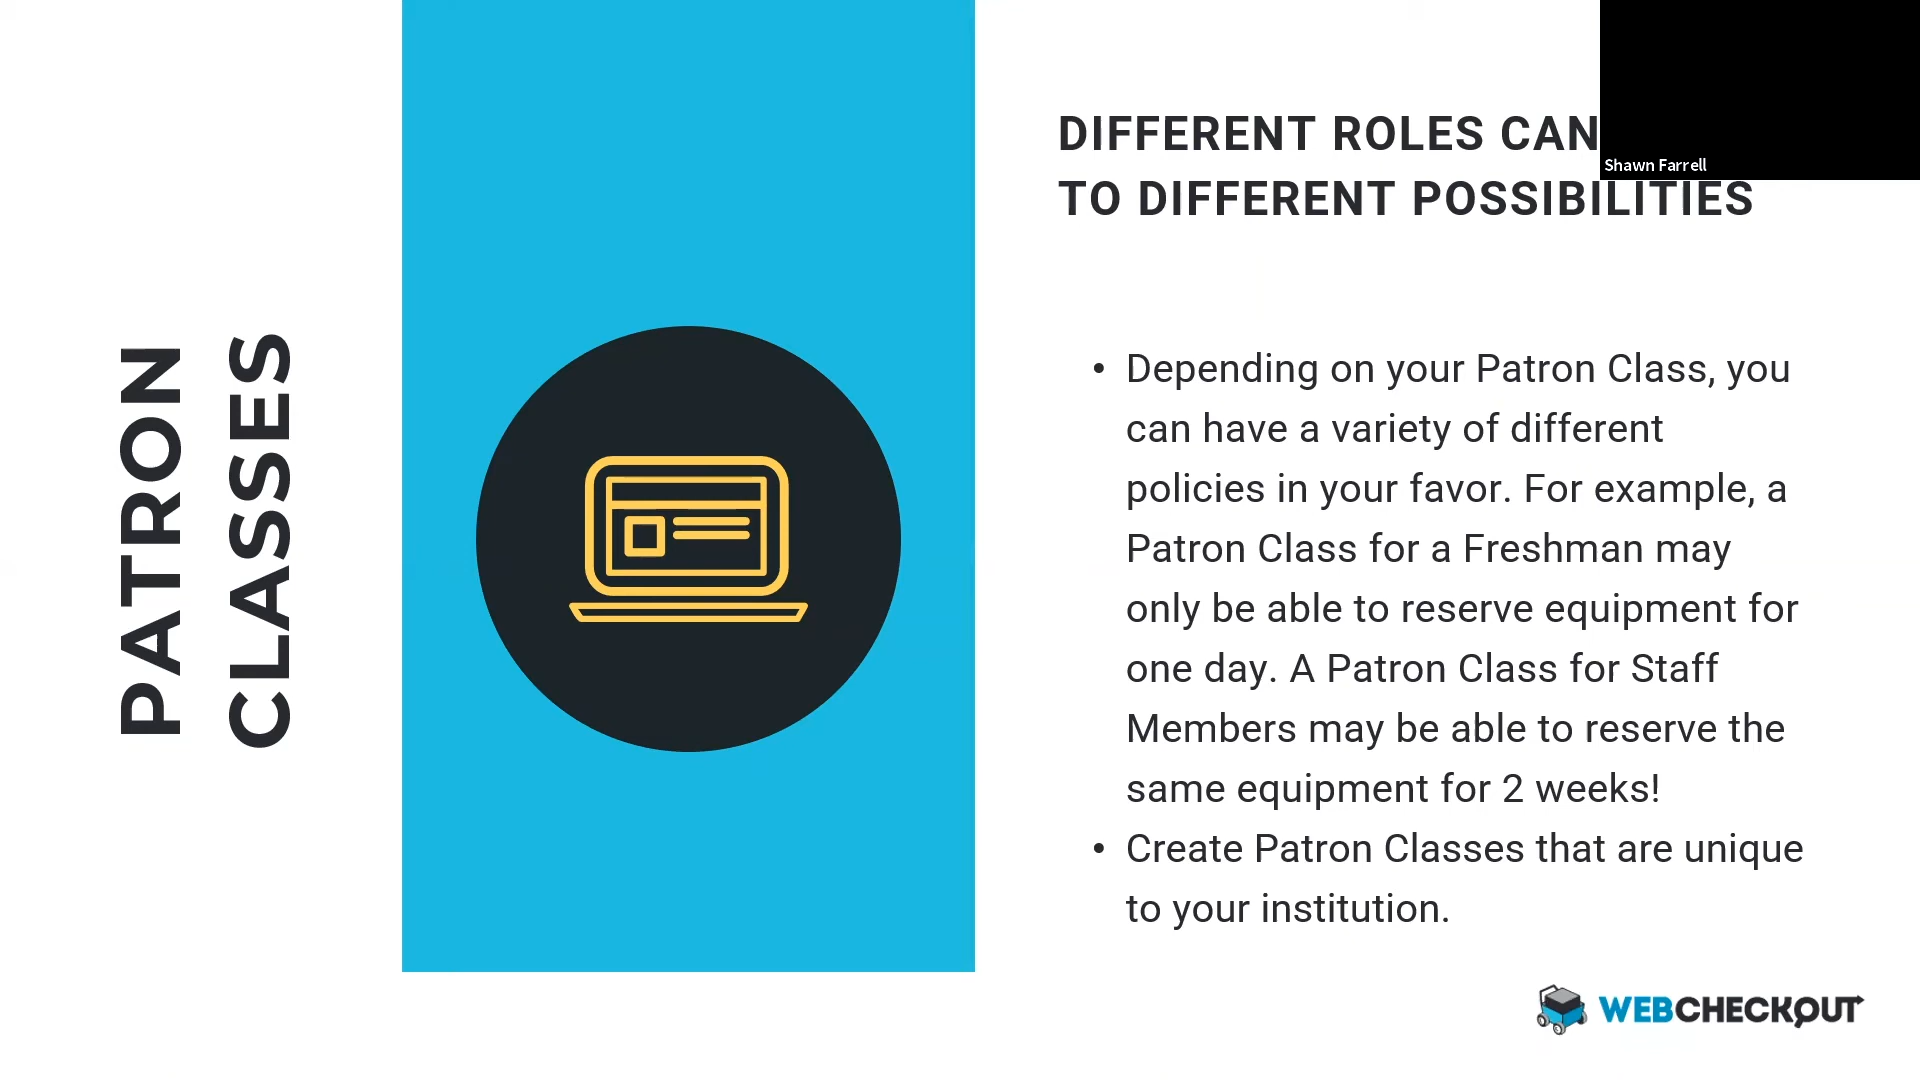 PATRON
CLASSES
DIFFERENT ROLES CAN
TO DIFFERENT POSSIBILITIES
Shawn Farrell
• Depending on your Patron Class, you
can have a variety of different
policies in your favor. For example, a
Patron Class for a Freshman may
only be able to reserve equipment for
one day. A Patron Class for Staff
Members may be able to reserve the
same equipment for 2 weeks!
• Create Patron Classes that are unique
to your institution.
WEBCHECKOUT